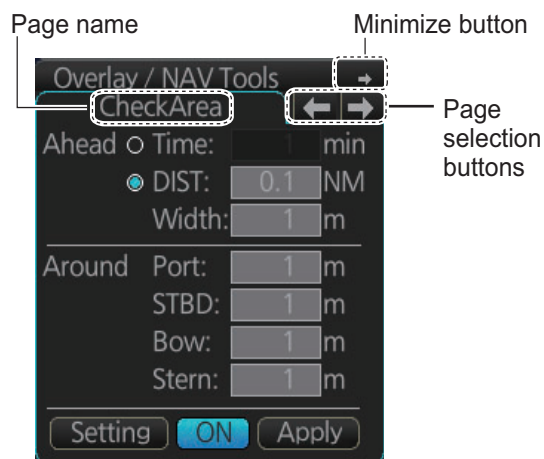 Page name
Minimize button
Overlay / NAV Tools
CheckArea
Page
selection
buttons
Ahead Time: 1 min
DIST: 0.1 NM
Width: 1 m
Around Port: 1 m
STBD: 1 m
Bow: 1 m
Stern: 1 m
Setting ON Apply